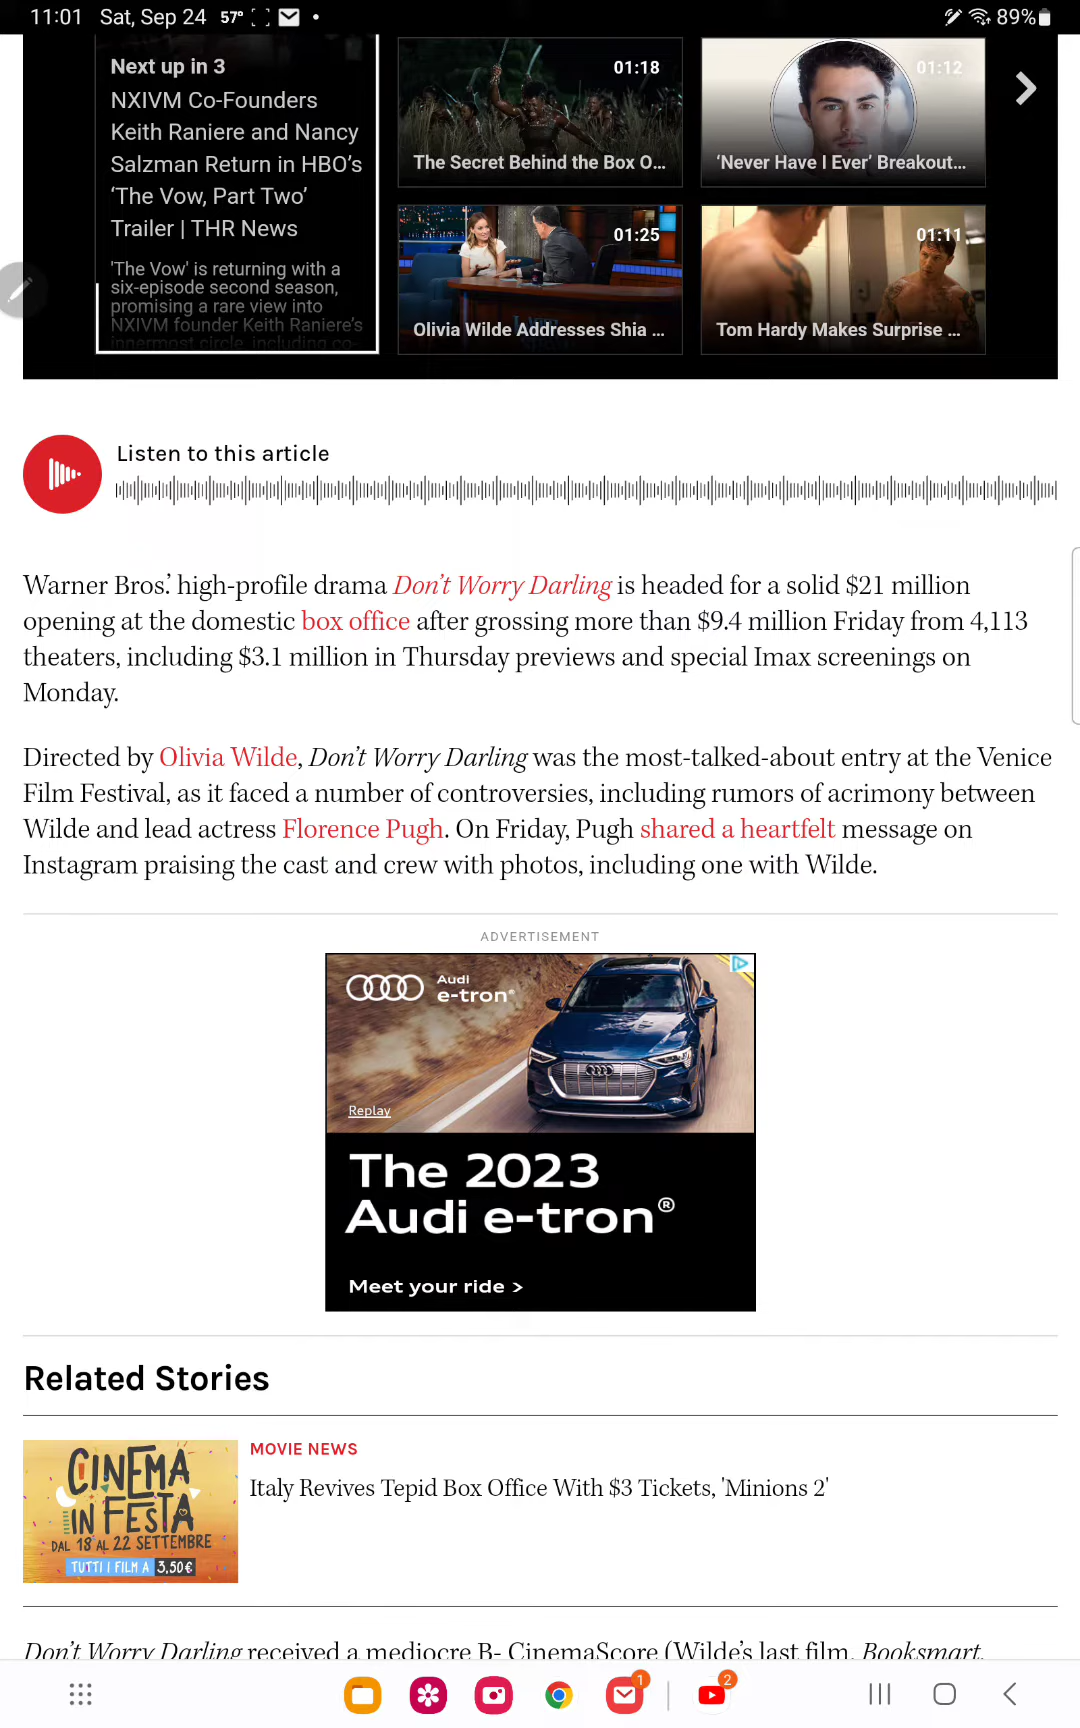 11:01 Sat, Sep 24 57° 89%
Next up in 3
NXIVM Co-Founders
Keith Raniere and Nancy
Salzman Return in HBO’s
‘The Vow, Part Two’
Trailer | THR News
'The Vow' is returning with a
six-episode second season,
promising a rare view into
NXIVM founder Keith Raniere’s
innermost circle, including co-
01:18
The Secret Behind the Box O...
01:12
‘Never Have I Ever’ Breakout...
01:25
Olivia Wilde Addresses Shia ...
01:11
Tom Hardy Makes Surprise ...
Listen to this article
Warner Bros.’ high-profile drama Don’t Worry Darling is headed for a solid $21 million
opening at the domestic box office after grossing more than $9.4 million Friday from 4,113
theaters, including $3.1 million in Thursday previews and special Imax screenings on
Monday.
Directed by Olivia Wilde, Don’t Worry Darling was the most-talked-about entry at the Venice
Film Festival, as it faced a number of controversies, including rumors of acrimony between
Wilde and lead actress Florence Pugh. On Friday, Pugh shared a heartfelt message on
Instagram praising the cast and crew with photos, including one with Wilde.
ADVERTISEMENT
Audi
e-tron®
Replay
The 2023
Audi e-tron®
Meet your ride >
Related Stories
CINEMA
IN FESTA
DAL 18 AL 22 SETTEMBRE
TUTTI I FILM A 3,50€
MOVIE NEWS
Italy Revives Tepid Box Office With $3 Tickets, 'Minions 2'
Don’t Worry Darling received a mediocre B- CinemaScore (Wilde’s last film, Booksmart,
1
2